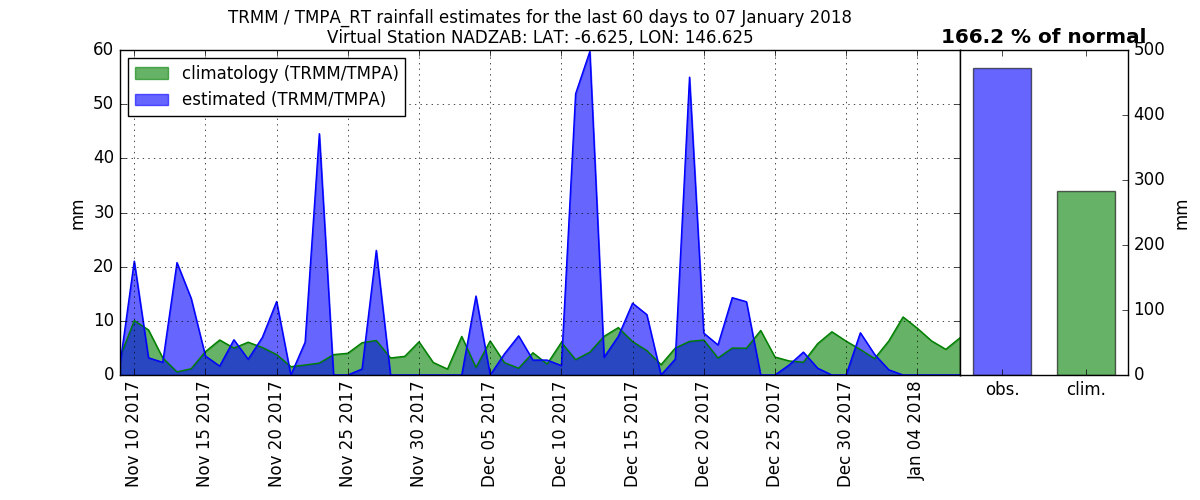 TRMM / TMPA_RT rainfall estimates for the last 60 days to 07 January 2018
Virtual Station NADZAB: LAT: -6.625, LON: 146.625
166.2 % of normal
climatology (TRMM/TMPA)
estimated (TRMM/TMPA)
mm
60
50
40
30
20
10
0
Nov 10 2017
Nov 15 2017
Nov 20 2017
Nov 25 2017
Nov 30 2017
Dec 05 2017
Dec 10 2017
Dec 15 2017
Dec 20 2017
Dec 25 2017
Dec 30 2017
Jan 04 2018
obs.
clim.
500
400
300
200
100
0
mm